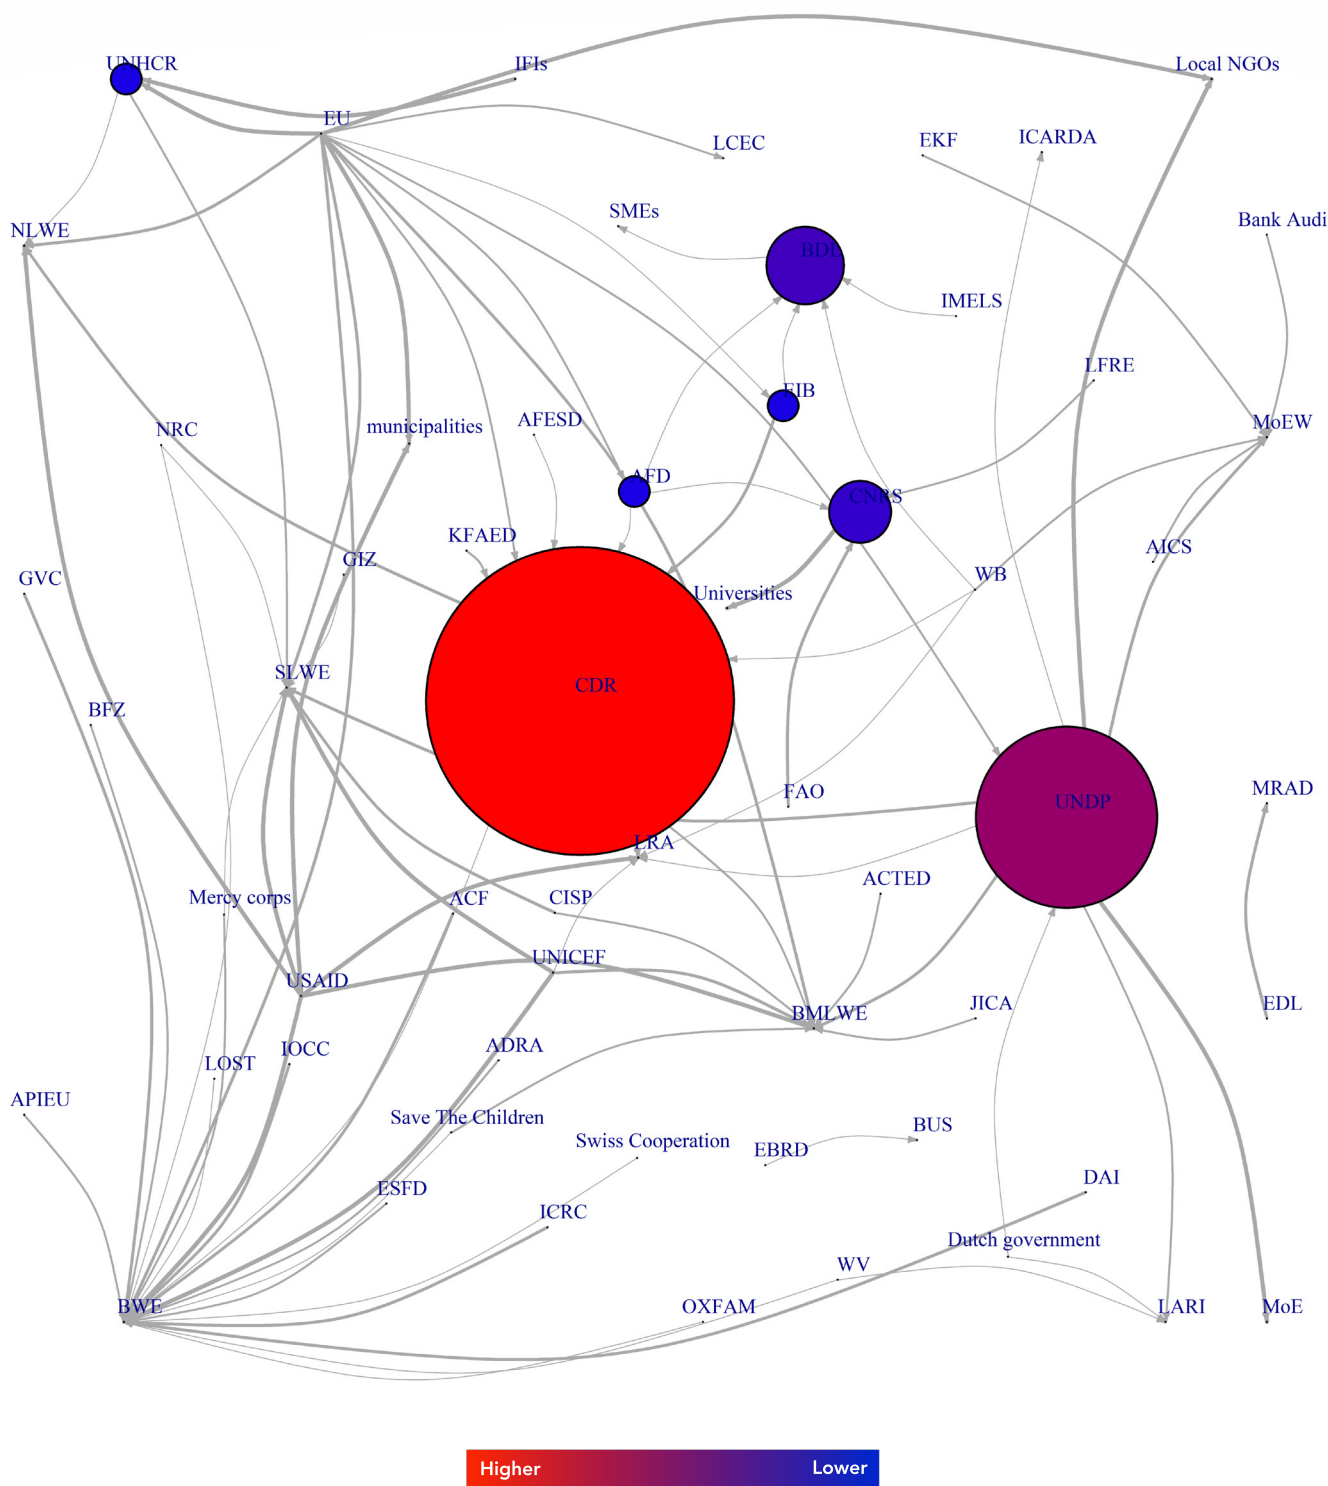 UNHCR
IFIs
Local NGOs
EU
LCEC
EKF
ICARDA
SMEs
Bank Audi
NLWE
BDL
IMELS
LFRE
EIB
AFESD
MoEW
municipalities
NRC
AFD
CNRS
KFAED
AICS
GIZ
WB
GVC
Universities
SLWE
CDR
BFZ
FAO
MRAD
UNDP
LRA
ACTED
Mercy corps
ACF
CISP
UNICEF
USAID
JICA
EDL
BMLWE
ADRA
IOCC
LOST
APIEU
Save The Children
BUS
Swiss Cooperation
EBRD
DAI
ESFD
ICRC
Dutch government
WV
BWE
OXFAM
LARI
MoE
Higher
Lower